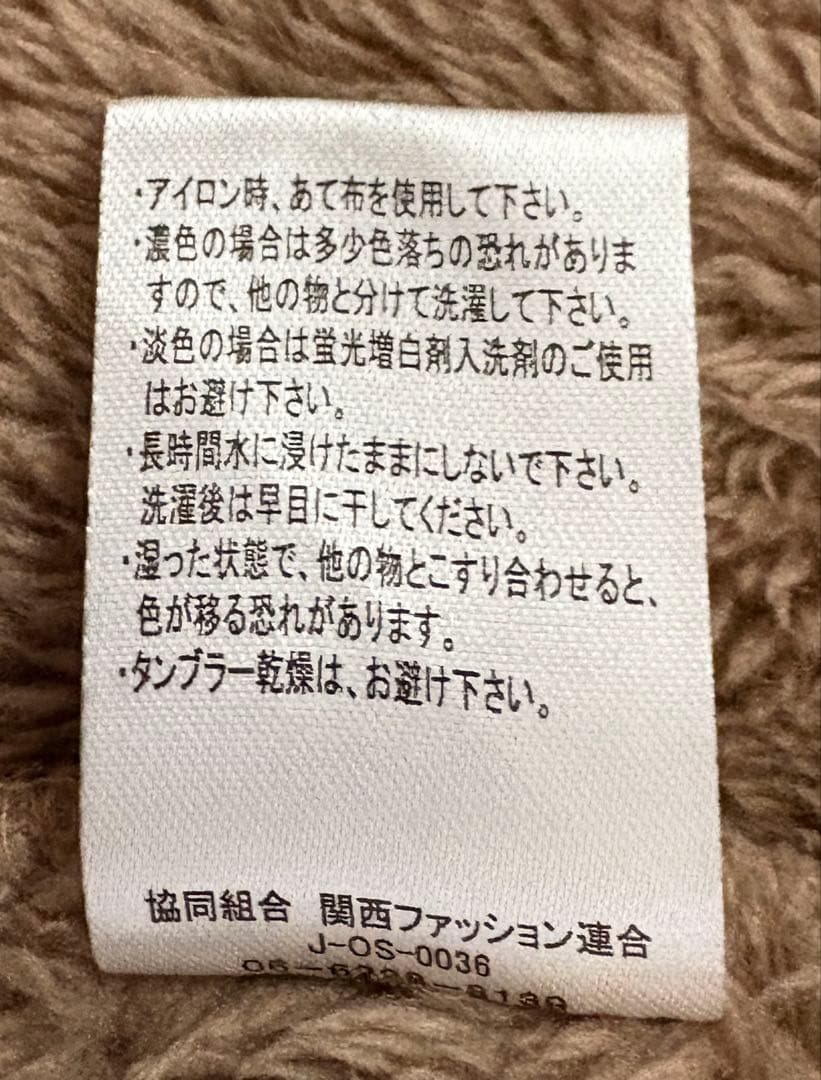 ・アイロン時、あて布を使用して下さい。
・濃色の場合は多少色落ちの恐れがありま
すので、他の物と分けて洗濯して下さい。
・淡色の場合は蛍光増白剤入洗剤のご使用
はお避け下さい。
・長時間水に浸けたままにしないで下さい。
洗濯後は早目に干してください。
・湿った状態で、他の物とこすり合わせると、
色が移る恐れがあります。
・タンブラー乾燥は、お避け下さい。
協同組合 関西ファッション連合
J-OS-0036